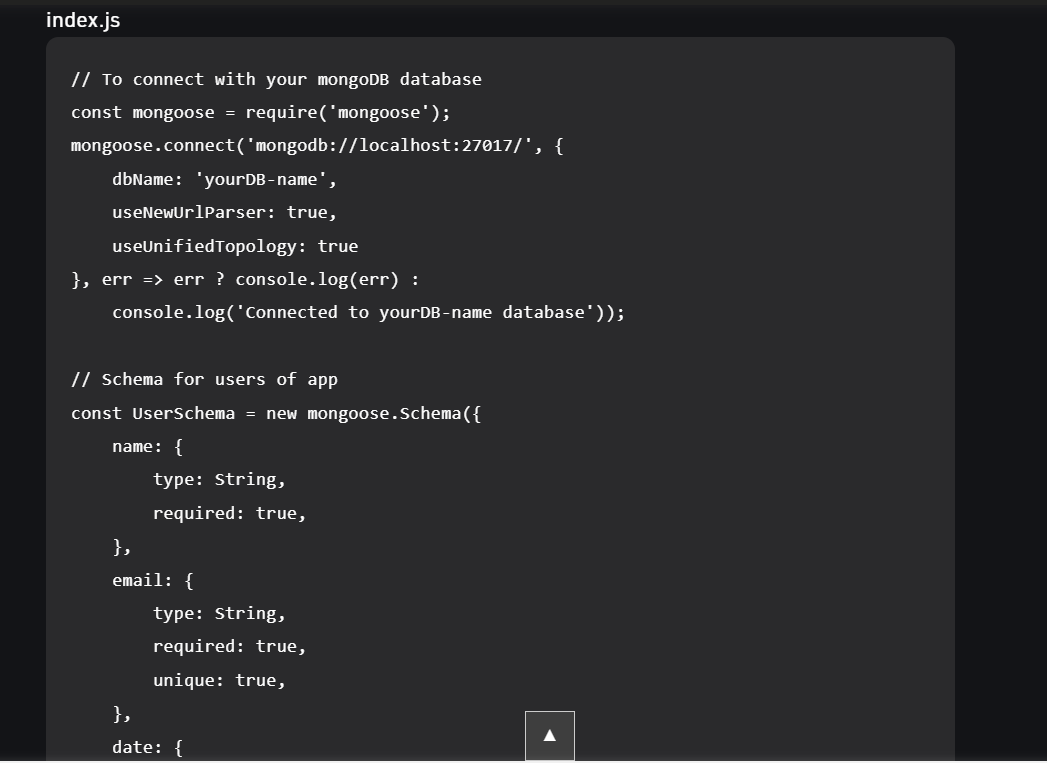 index.js
// To connect with your mongoDB database
const mongoose = require('mongoose');
mongoose.connect('mongodb://localhost:27017/', {
    dbName: 'yourDB-name',
    useNewUrlParser: true,
    useUnifiedTopology: true
}, err => err ? console.log(err) :
    console.log('Connected to yourDB-name database'));

// Schema for users of app
const UserSchema = new mongoose.Schema({
    name: {
        type: String,
        required: true,
    },
    email: {
        type: String,
        required: true,
        unique: true,
    },
    date: {